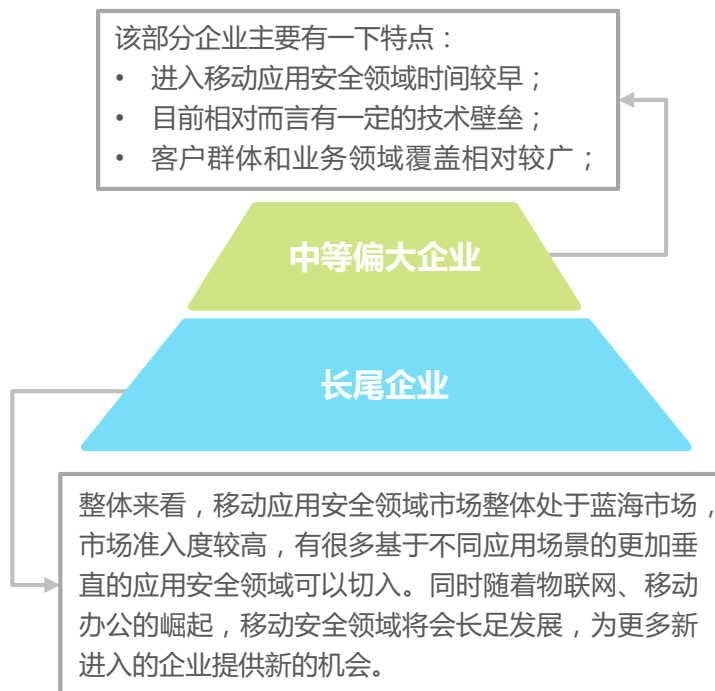 该部分企业主要有一下特点：
• 进入移动应用安全领域时间较早；
• 目前相对而言有一定的技术壁垒；
• 客户群体和业务领域覆盖相对较广；
中等偏大企业
长尾企业
整体来看，移动应用安全领域市场整体处于蓝海市场，
市场准入度较高，有很多基于不同应用场景的更加垂
直的应用安全领域可以切入。同时随着物联网、移动
办公的崛起，移动安全领域将会长足发展，为更多新
进入的企业提供新的机会。